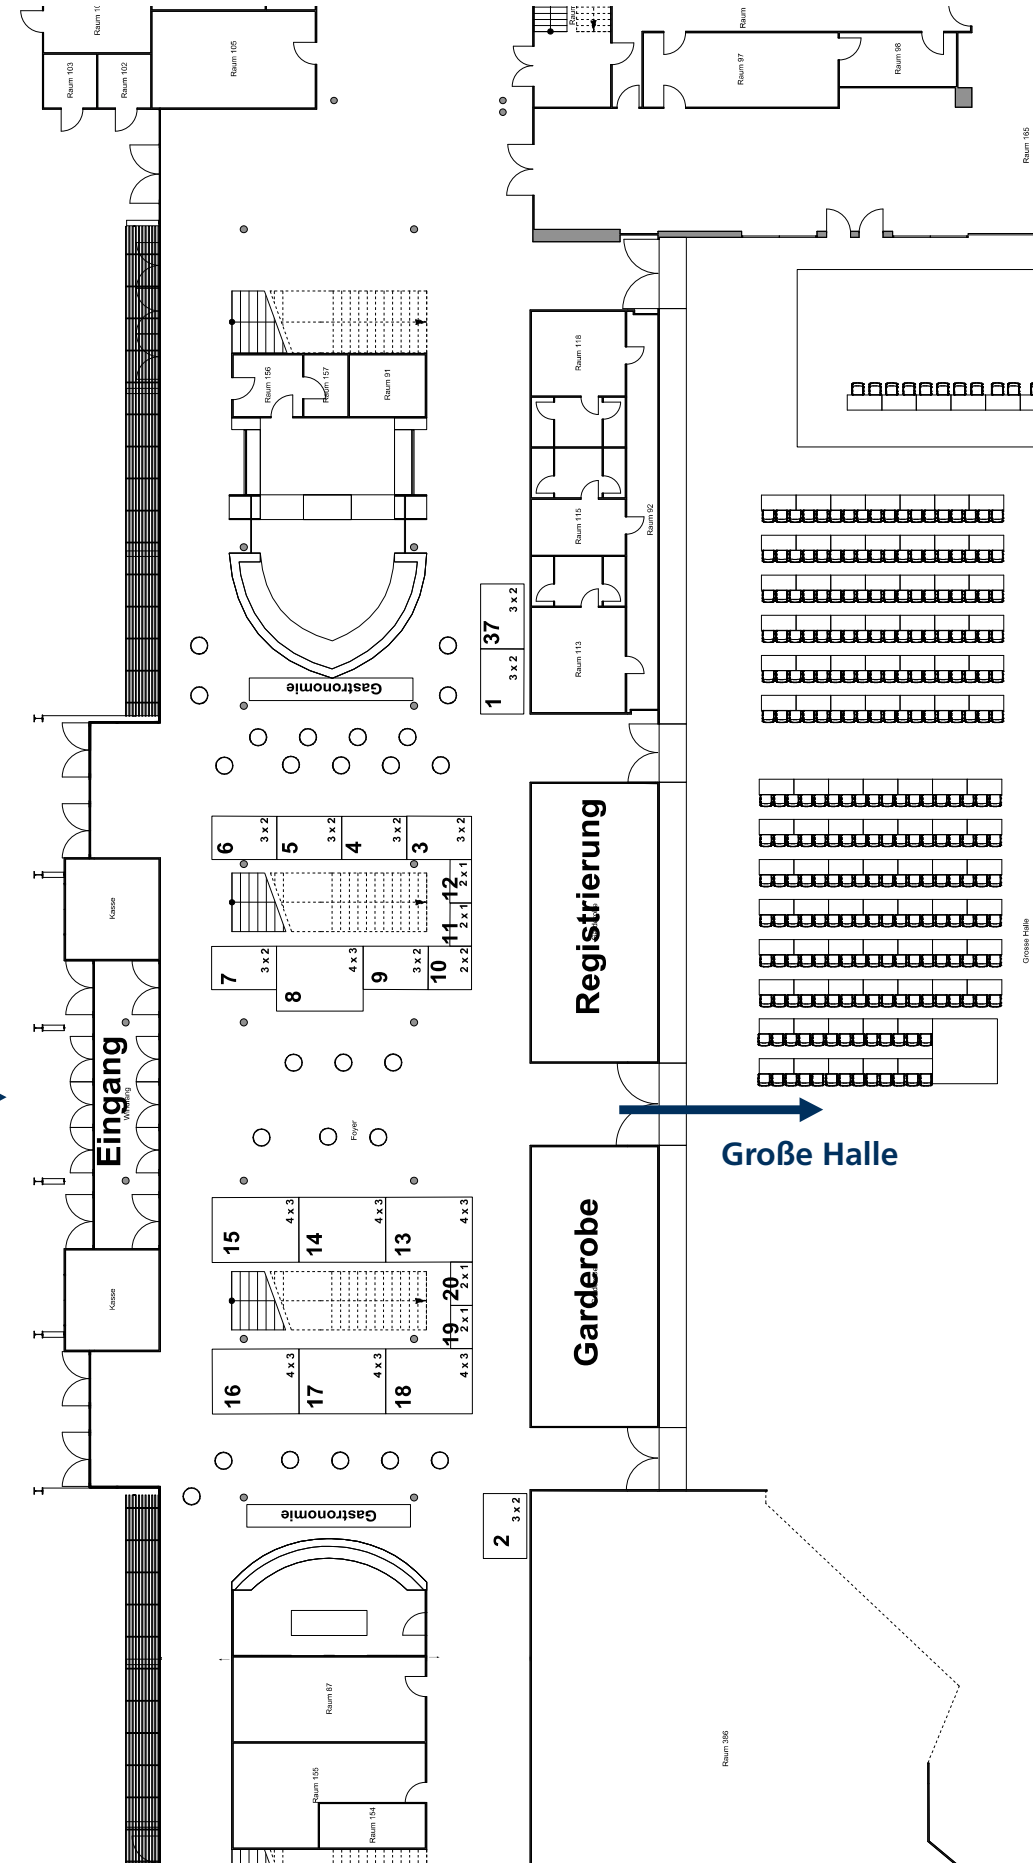 Raum 105
Raum 103
Raum 102
Raum
Raum
Raum 97
Raum 98
Raum 165
Raum 156
Raum 157
Raum 91
Raum 118
Raum 115
Raum 92
Raum 113
37
3 x 2
1
3 x 2
Gastronomie
6
3 x 2
5
3 x 2
4
3 x 2
3
3 x 2
12
2 x 1
11
2 x 1
7
3 x 2
8
4 x 3
9
3 x 2
10
2 x 2
Kasse
Registrierung
Grosse Halle
Eingang
Windfang
Foyer
Große Halle
15
4 x 3
14
4 x 3
13
4 x 3
20
2 x 1
19
2 x 1
Kasse
Garderobe
16
4 x 3
17
4 x 3
18
4 x 3
Gastronomie
2
3 x 2
Raum 87
Raum 155
Raum 154
Raum 386